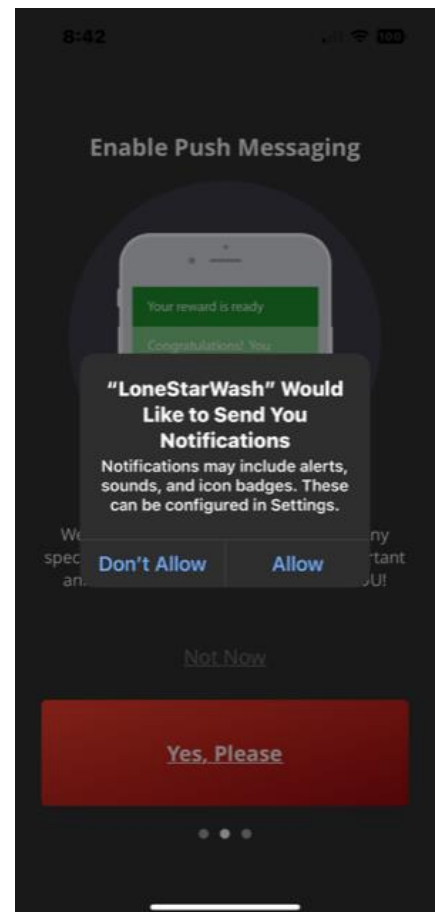 8:42
100
Enable Push Messaging
Your reward is ready
Congratulations! You
“LoneStarWash” Would
Like to Send You
Notifications
Notifications may include alerts,
sounds, and icon badges. These
can be configured in Settings.
Don’t Allow
Allow
We
Not Now
Yes, Please